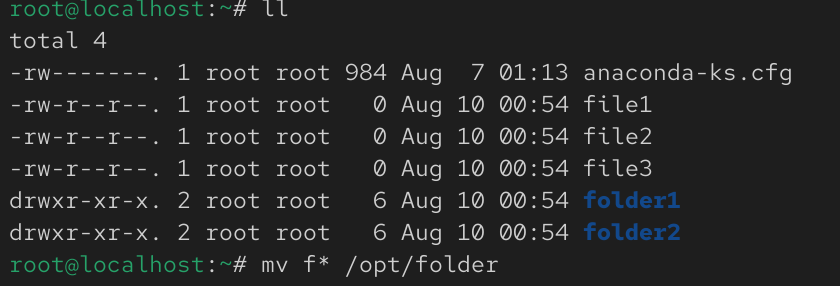 root@localhost:~# ll
total 4
-rw-------. 1 root root 984 Aug  7 01:13 anaconda-ks.cfg
-rw-r--r--. 1 root root   0 Aug 10 00:54 file1
-rw-r--r--. 1 root root   0 Aug 10 00:54 file2
-rw-r--r--. 1 root root   0 Aug 10 00:54 file3
drwxr-xr-x. 2 root root   6 Aug 10 00:54 folder1
drwxr-xr-x. 2 root root   6 Aug 10 00:54 folder2
root@localhost:~# mv f* /opt/folder